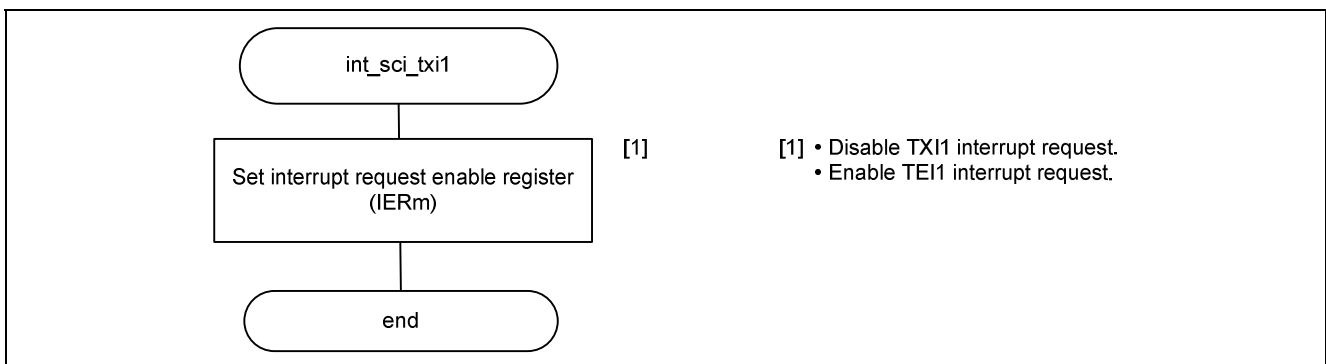 int_sci_txi1
Set interrupt request enable register
(IERm)
[1]
[1] • Disable TXI1 interrupt request.
• Enable TEI1 interrupt request.
end